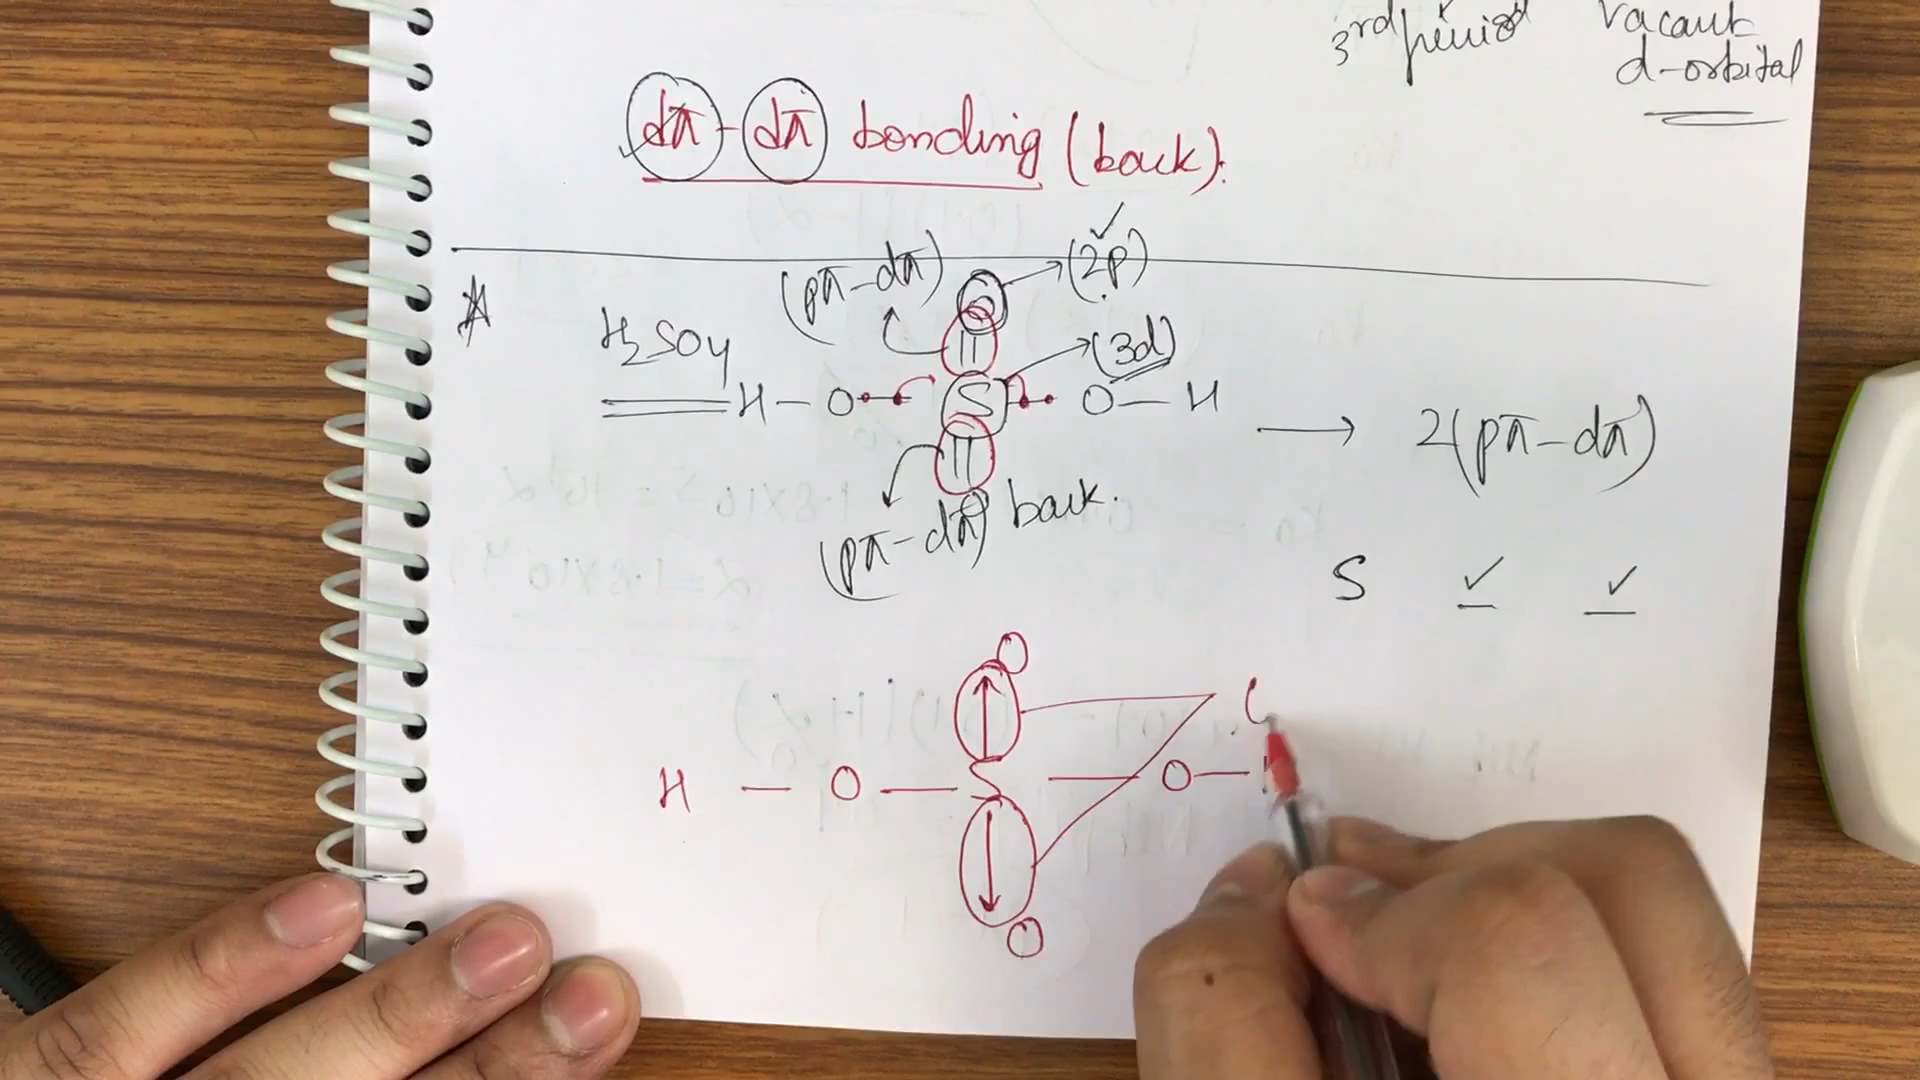 3rd period
vacant
d-orbital
dπ-dπ bonding (back).
(pπ-dπ)
O
(2p)
H2SO4
(3d)
H-O
S
O-H
→ 2(pπ-dπ)
(pπ-dπ) back.
S ✓ ✓
O
(
H - O - S - O -
O